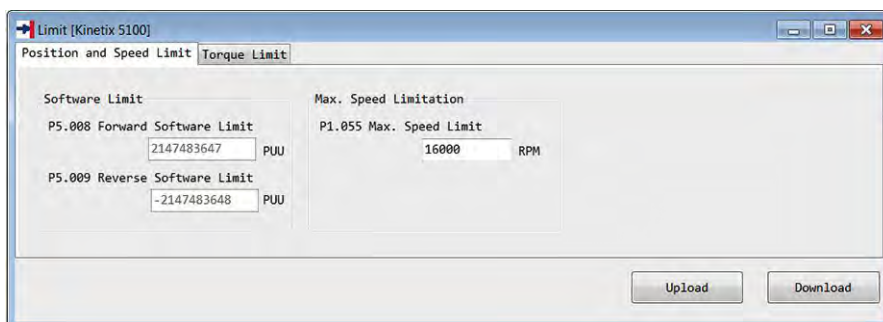 Limit [Kinetix 5100]
Position and Speed Limit Torque Limit
Software Limit
P5.008 Forward Software Limit
2147483647 PUU
P5.009 Reverse Software Limit
-2147483648 PUU
Max. Speed Limitation
P1.055 Max. Speed Limit
16000 RPM
Upload Download